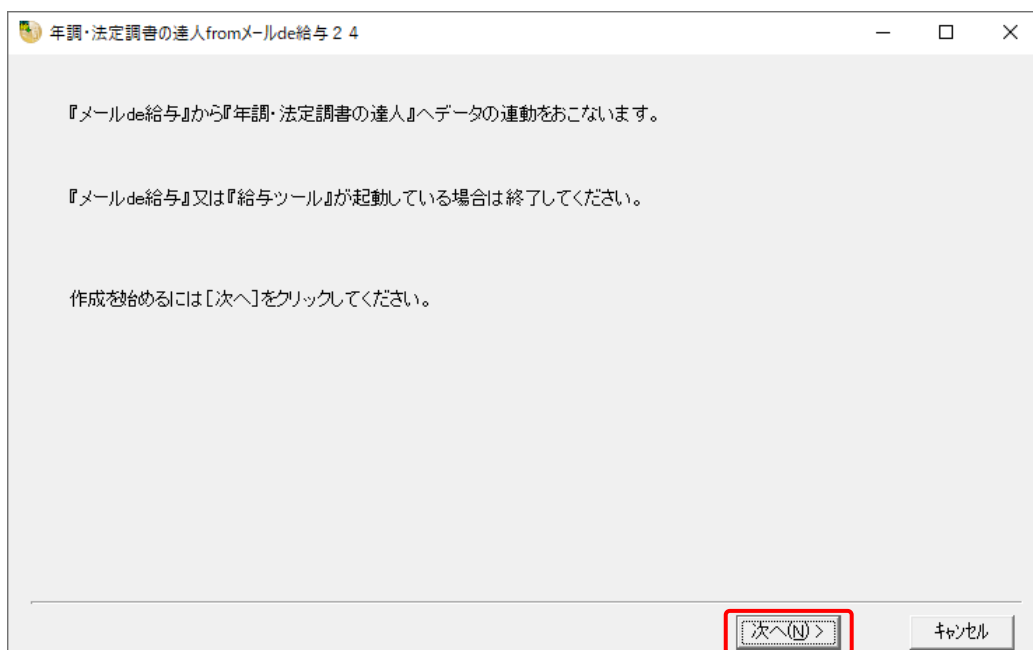 年調・法定調書の達人fromメールde給与２４
『メールde給与』から『年調・法定調書の達人』へデータの連動をおこないます。
『メールde給与』又は『給与ツール』が起動している場合は終了してください。
作成を始めるには[次へ]をクリックしてください。
次へ(N) >
キャンセル